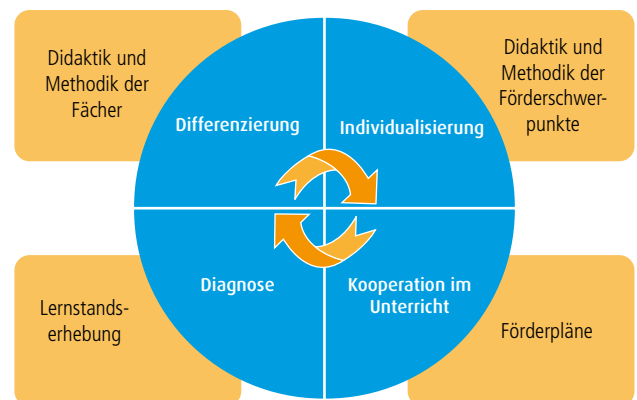 Didaktik und
Methodik der
Fächer
Didaktik und
Methodik der
Förderschwer-
punkte
Differenzierung
Individualisierung
Diagnose
Kooperation im
Unterricht
Lernstands-
erhebung
Förderpläne